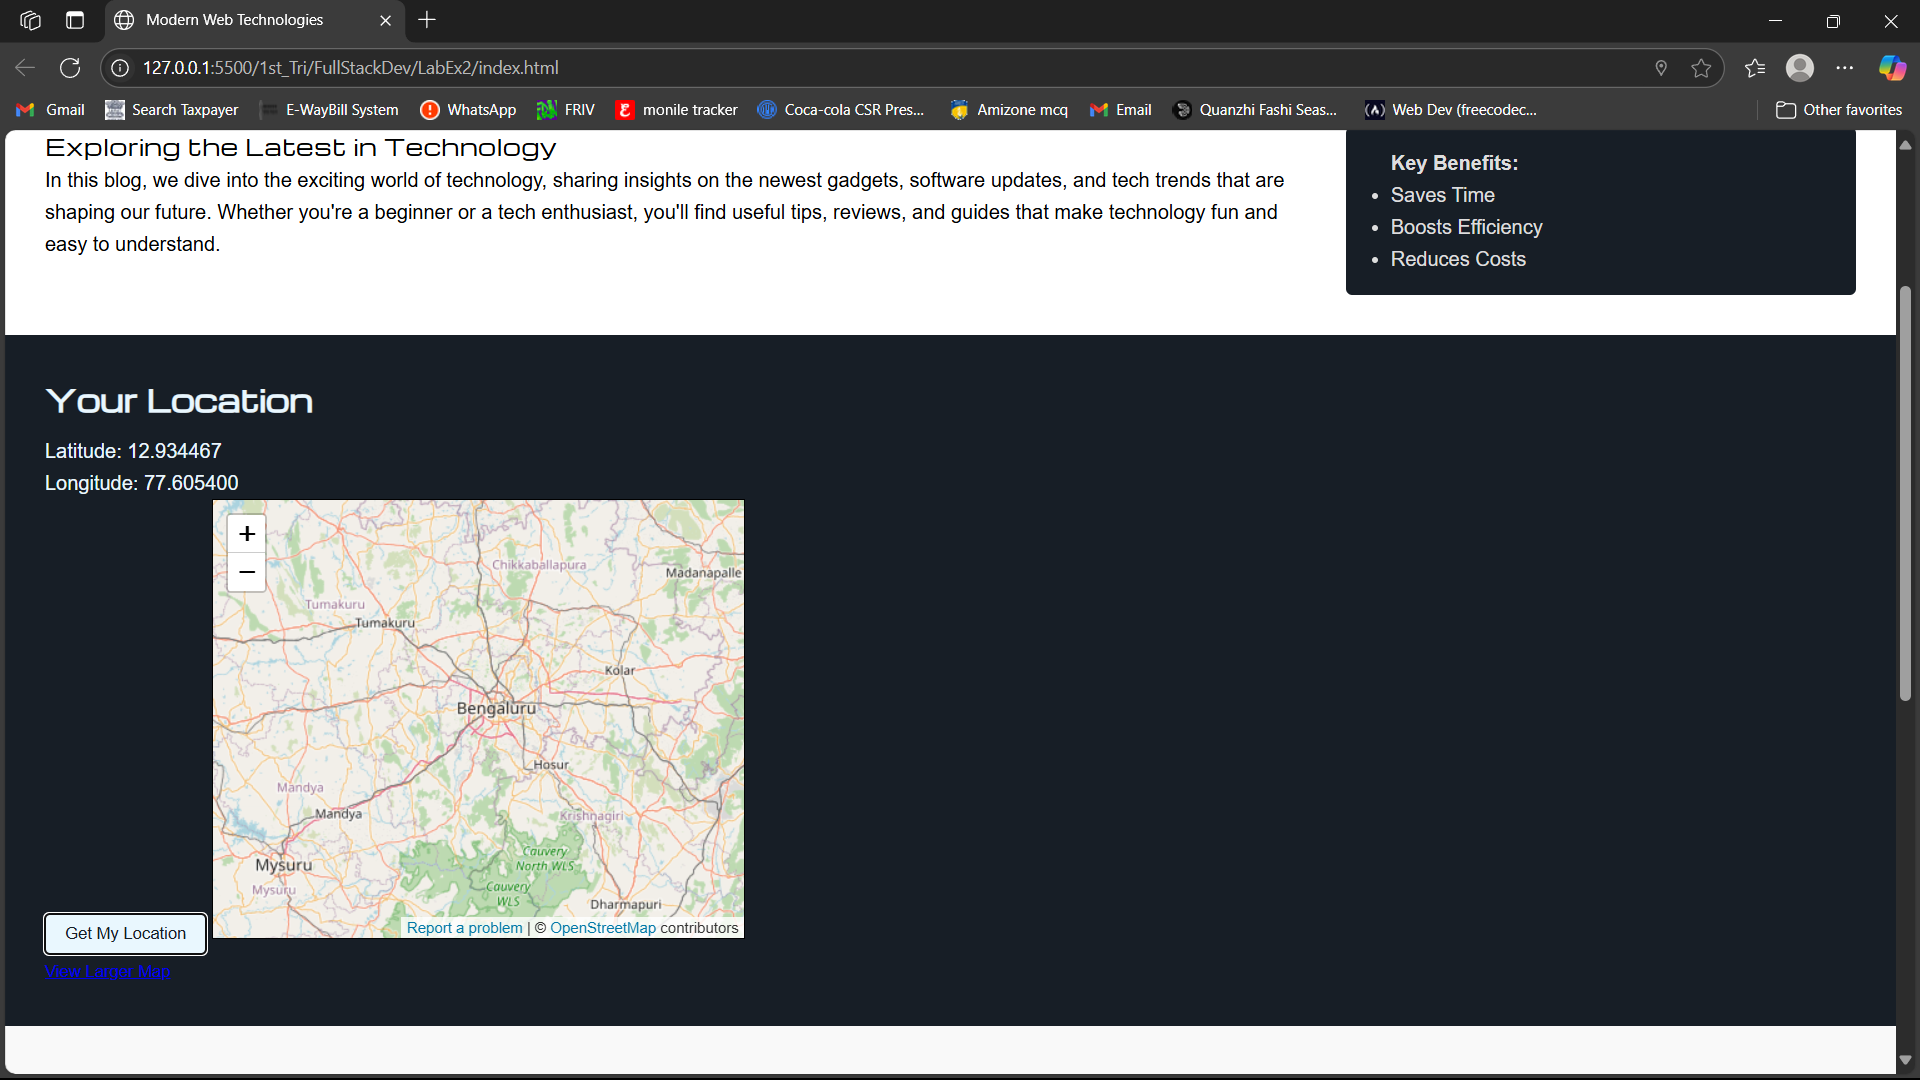 Modern Web Technologies
127.0.0.1:5500/1st_Tri/FullStackDev/LabEx2/index.html
Gmail
Search Taxpayer
E-WayBill System
WhatsApp
FRIV
monile tracker
Coca-cola CSR Pres...
Amizone mcq
Email
Quanzhi Fashi Seas...
Web Dev (freecodec...
Other favorites
Exploring the Latest in Technology
In this blog, we dive into the exciting world of technology, sharing insights on the newest gadgets, software updates, and tech trends that are
shaping our future. Whether you're a beginner or a tech enthusiast, you'll find useful tips, reviews, and guides that make technology fun and
easy to understand.
Key Benefits:
• Saves Time
• Boosts Efficiency
• Reduces Costs
Your Location
Latitude: 12.934467
Longitude: 77.605400
+
−
Chikkaballapura
Madanapalle
Tumakuru
Tumakuru
Kolar
Bengaluru
Hosur
Mandya
Mandya
Krishnagiri
Cauvery
North WLS
Mysuru
Mysuru
Cauvery
WLS
Dharmapuri
Report a problem | © OpenStreetMap contributors
Get My Location
View Larger Map